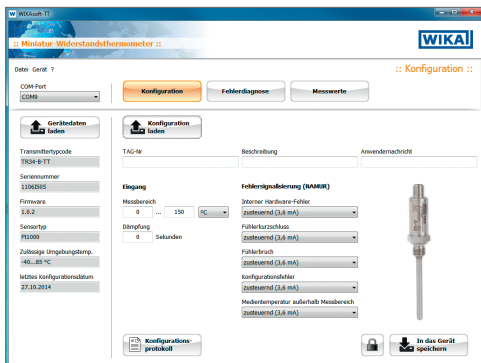 WIKAsoft-TT
:: Miniatur-Widerstandsthermometer ::
WIKA
Datei Gerät ?
:: Konfiguration ::
COM-Port
COM9
Konfiguration
Fehlerdiagnose
Messwerte
Gerätedaten
laden
Konfiguration
laden
Transmittertypcode
TR34-B-TT
Seriennummer
1106I505
Firmware
1.0.2
Sensortyp
Pt1000
Zulässige Umgebungstemp.
-40...85 °C
letztes Konfigurationsdatum
27.10.2014
TAG-Nr
Beschreibung
Anwendernachricht
Eingang
Messbereich
0 ... 150 °C
Dämpfung
0 Sekunden
Fehlersignalisierung (NAMUR)
Interner Hardware-Fehler
zusteuernd (3,6 mA)
Fühlerkurzschluss
zusteuernd (3,6 mA)
Fühlerbruch
zusteuernd (3,6 mA)
Konfigurationsfehler
zusteuernd (3,6 mA)
Medientemperatur außerhalb Messbereich
zusteuernd (3,6 mA)
Konfigurations-
protokoll
In das Gerät
speichern